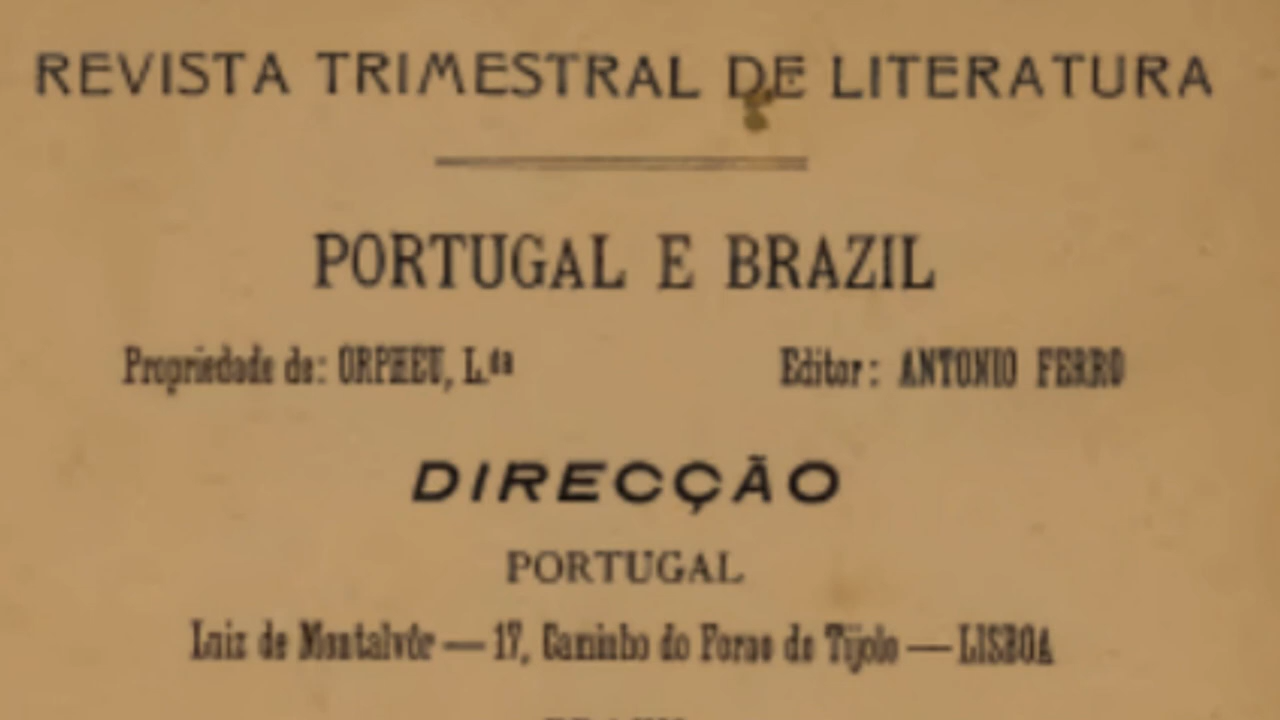 REVISTA TRIMESTRAL DE LITERATURA
PORTUGAL E BRAZIL
Propriedade de: ORPHEU, L.da
Editor: ANTONIO FERRO
DIRECÇÃO
PORTUGAL
Luiz de Montalvôr — 17, Caminho do Forno do Tijolo — LISBOA